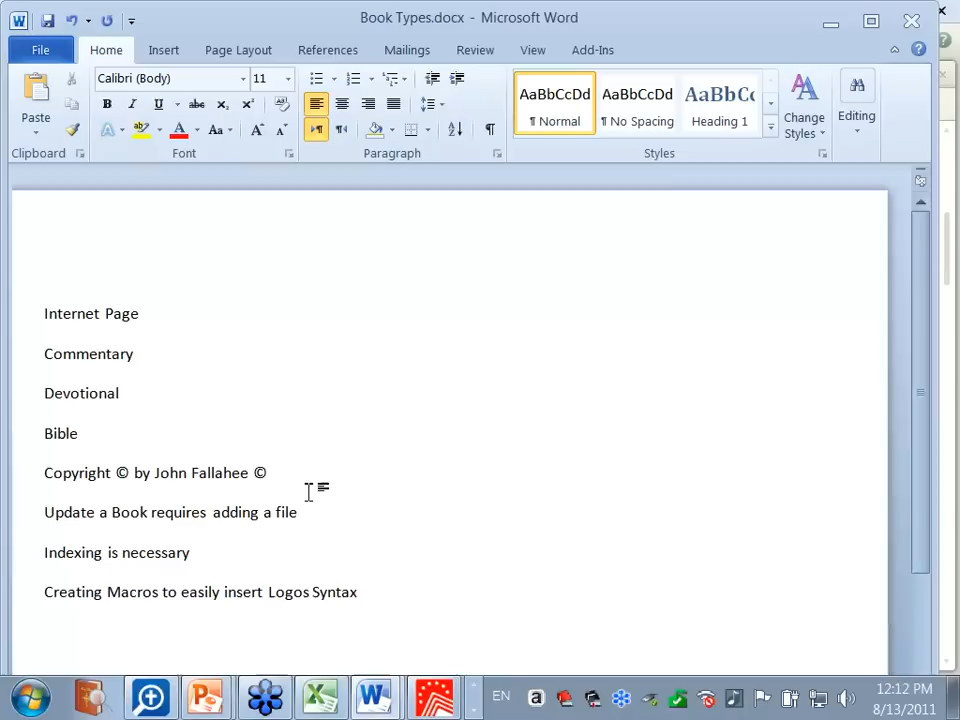 Book Types.docx - Microsoft Word
File Home Insert Page Layout References Mailings Review View Add-Ins
Calibri (Body) 11
AaBbCcDd AaBbCcDd AaBbCc
Paste ¶ Normal ¶ No Spacing Heading 1 Change Styles Editing
Clipboard Font Paragraph Styles
Internet Page
Commentary
Devotional
Bible
Copyright © by John Fallahee ©
Update a Book requires adding a file
Indexing is necessary
Creating Macros to easily insert Logos Syntax
EN
12:12 PM
8/13/2011